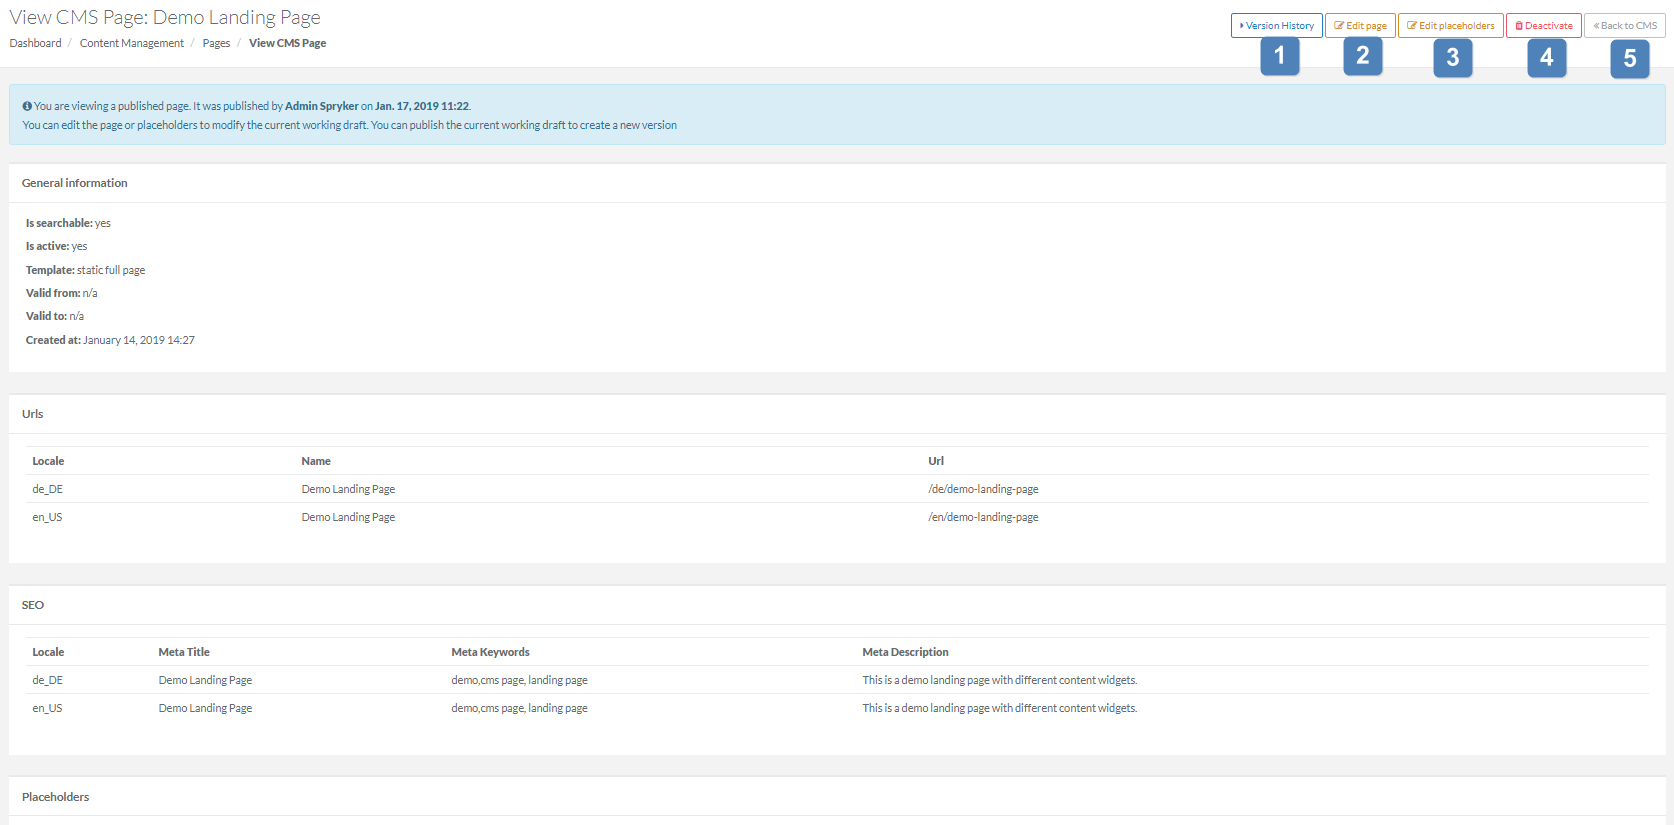 View CMS Page: Demo Landing Page
Dashboard / Content Management / Pages / View CMS Page
Version History Edit page Edit placeholders Deactivate «Back to CMS
1 2 3 4 5
You are viewing a published page. It was published by Admin Spryker on Jan. 17, 2019 11:22.
You can edit the page or placeholders to modify the current working draft. You can publish the current working draft to create a new version
General information
Is searchable: yes
Is active: yes
Template: static full page
Valid from: n/a
Valid to: n/a
Created at: January 14, 2019 14:27
Urls
Locale Name Url
de_DE Demo Landing Page /de/demo-landing-page
en_US Demo Landing Page /en/demo-landing-page
SEO
Locale Meta Title Meta Keywords Meta Description
de_DE Demo Landing Page demo,cms page, landing page This is a demo landing page with different content widgets.
en_US Demo Landing Page demo,cms page, landing page This is a demo landing page with different content widgets.
Placeholders